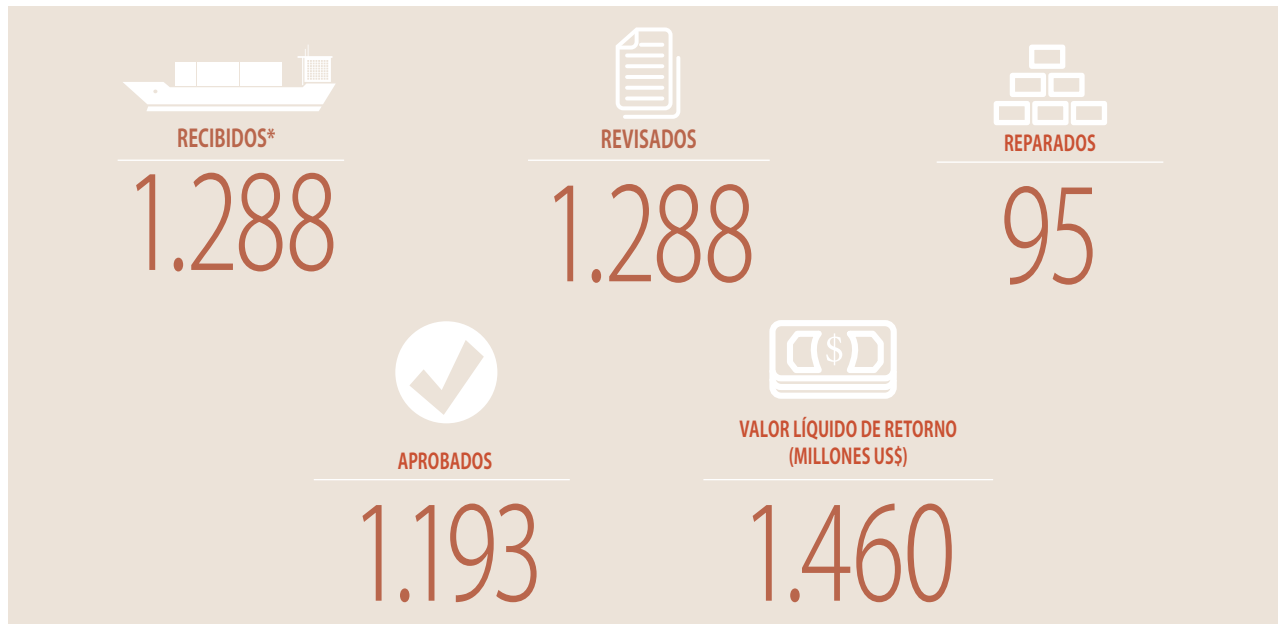 RECIBIDOS*
1.288
REVISADOS
1.288
REPARADOS
95
APROBADOS
1.193
$
VALOR LÍQUIDO DE RETORNO
(MILLONES US$)
1.460